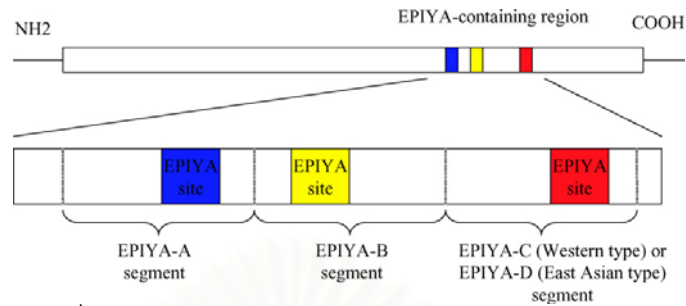 EPIYA-containing region
NH2
COOH
EPIYA
site
EPIYA
site
EPIYA
site
EPIYA-A
segment
EPIYA-B
segment
EPIYA-C (Western type) or
EPIYA-D (East Asian type)
segment